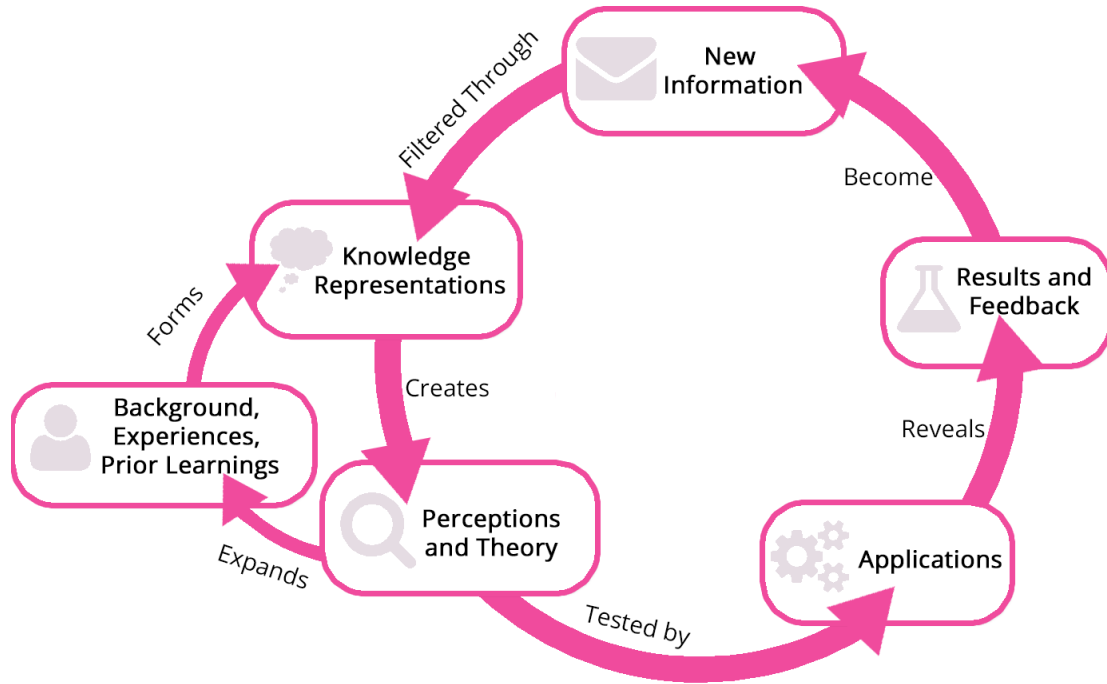 New
Information
Filtered Through
Become
Knowledge
Representations
Results and
Feedback
Forms
Creates
Background,
Experiences,
Prior Learnings
Reveals
Perceptions
and Theory
Expands
Applications
Tested by